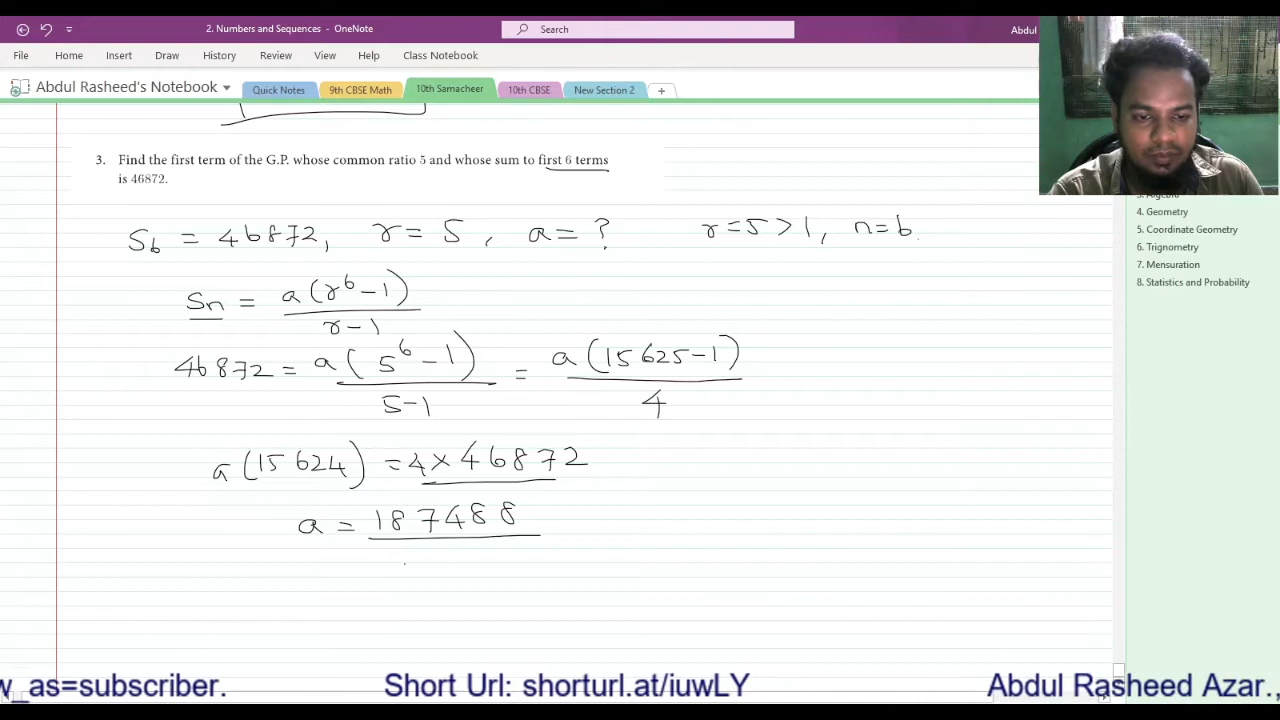 2. Numbers and Sequences - OneNote
Search
Abdul
File Home Insert Draw History Review View Help Class Notebook
Abdul Rasheed's Notebook
Quick Notes
9th CBSE Math
10th Samacheer
10th CBSE
New Section 2
4. Geometry
5. Coordinate Geometry
6. Trignometry
7. Mensuration
8. Statistics and Probability
3. Find the first term of the G.P. whose common ratio 5 and whose sum to first 6 terms
is 46872.
S6 = 46872, r = 5, a = ? r = 5 > 1, n = 6.
Sn = a(r^6 - 1) / r - 1
46872 = a(5^6 - 1) / 5 - 1 = a(15625 - 1) / 4
a(15624) = 4 × 46872
a = 187488
w_as=subscriber. Short Url: shorturl.at/iuwLY Abdul Rasheed Azar.,